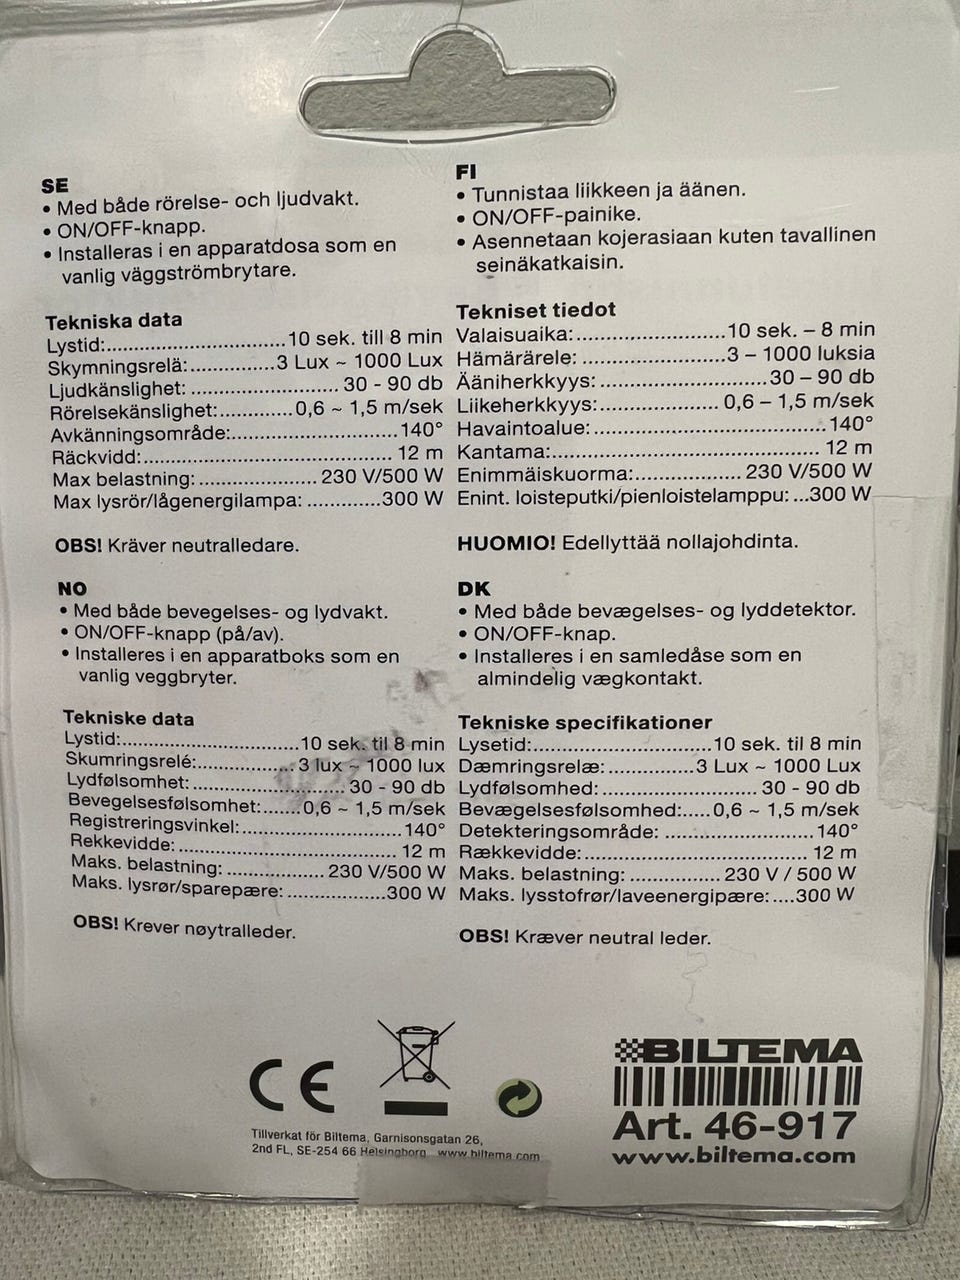 SE
• Med både rörelse- och ljudvakt.
• ON/OFF-knapp.
• Installeras i en apparatdosa som en
vanlig väggströmbrytare.
Tekniska data
Lystid:..............................10 sek. till 8 min
Skymningsrelä:..............3 Lux ~ 1000 Lux
Ljudkänslighet: ......................... 30 - 90 db
Rörelsekänslighet:............0,6 ~ 1,5 m/sek
Avkänningsområde:............................140°
Räckvidd:.......................................... 12 m
Max belastning: .................... 230 V/500 W
Max lysrör/lågenergilampa: .............300 W
OBS! Kräver neutralledare.
FI
• Tunnistaa liikkeen ja äänen.
• ON/OFF-painike.
• Asennetaan kojerasiaan kuten tavallinen
seinäkatkaisin.
Tekniset tiedot
Valaisuaika:.........................10 sek. – 8 min
Hämärärele: ........................3 – 1000 luksia
Ääniherkkyys:............................30 – 90 db
Liikeherkkyys:.................... 0,6 – 1,5 m/sek
Havaintoalue:.......................................140°
Kantama:............................................. 12 m
Enimmäiskuorma:.................. 230 V/500 W
Enint. loisteputki/pienloistelamppu: ...300 W
HUOMIO! Edellyttää nollajohdinta.
NO
• Med både bevegelses- og lydvakt.
• ON/OFF-knapp (på/av).
• Installeres i en apparatboks som en
vanlig veggbryter.
Tekniske data
Lystid:..............................10 sek. til 8 min
Skumringsrelé:................3 lux ~ 1000 lux
Lydfølsomhet: .......................... 30 - 90 db
Bevegelsesfølsomhet:.......0,6 ~ 1,5 m/sek
Registreringsvinkel:...........................140°
Rekkevidde: ..................................... 12 m
Maks. belastning: ................. 230 V/500 W
Maks. lysrør/sparepære: .................300 W
OBS! Krever nøytralleder.
DK
• Med både bevægelses- og lyddetektor.
• ON/OFF-knap.
• Installeres i en samledåse som en
almindelig vægkontakt.
Tekniske specifikationer
Lysetid:..............................10 sek. til 8 min
Dæmringsrelæ:..............3 Lux ~ 1000 Lux
Lydfølsomhed: .......................... 30 - 90 db
Bevægelsesfølsomhed:.....0,6 ~ 1,5 m/sek
Detekteringsområde: .........................140°
Rækkevidde:...................................... 12 m
Maks. belastning: ................ 230 V / 500 W
Maks. lysstofrør/laveenergipære: ....300 W
OBS! Kræver neutral leder.
CE
Tillverkat för Biltema, Garnisonsgatan 26,
2nd FL, SE-254 66 Helsingborg www.biltema.com
BILTEMA
Art. 46-917
www.biltema.com